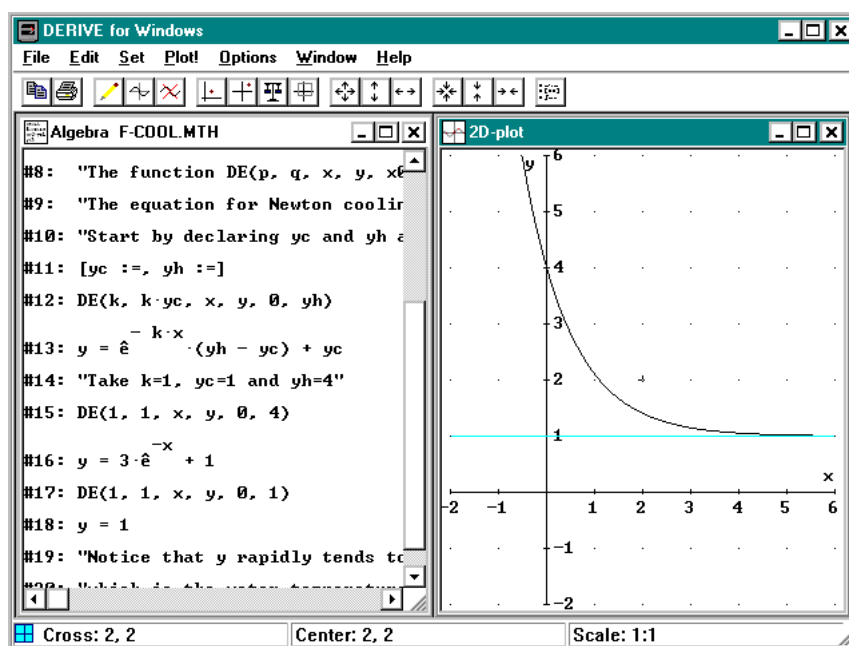 DERIVE for Windows
File Edit Set Plot! Options Window Help
Algebra F-COOL.MTH
#8: "The function DE(p, q, x, y, x0
#9: "The equation for Newton coolin
#10: "Start by declaring yc and yh a
#11: [yc :=, yh :=]
#12: DE(k, k·yc, x, y, 0, yh)
#13: y = ê^(- k·x)·(yh - yc) + yc
#14: "Take k=1, yc=1 and yh=4"
#15: DE(1, 1, x, y, 0, 4)
#16: y = 3·ê^(-x) + 1
#17: DE(1, 1, x, y, 0, 1)
#18: y = 1
#19: "Notice that y rapidly tends to
2D-plot
y 6
5
4
3
2
1
x
-2 -1 1 2 3 4 5 6
-1
-2
Cross: 2, 2 Center: 2, 2 Scale: 1:1